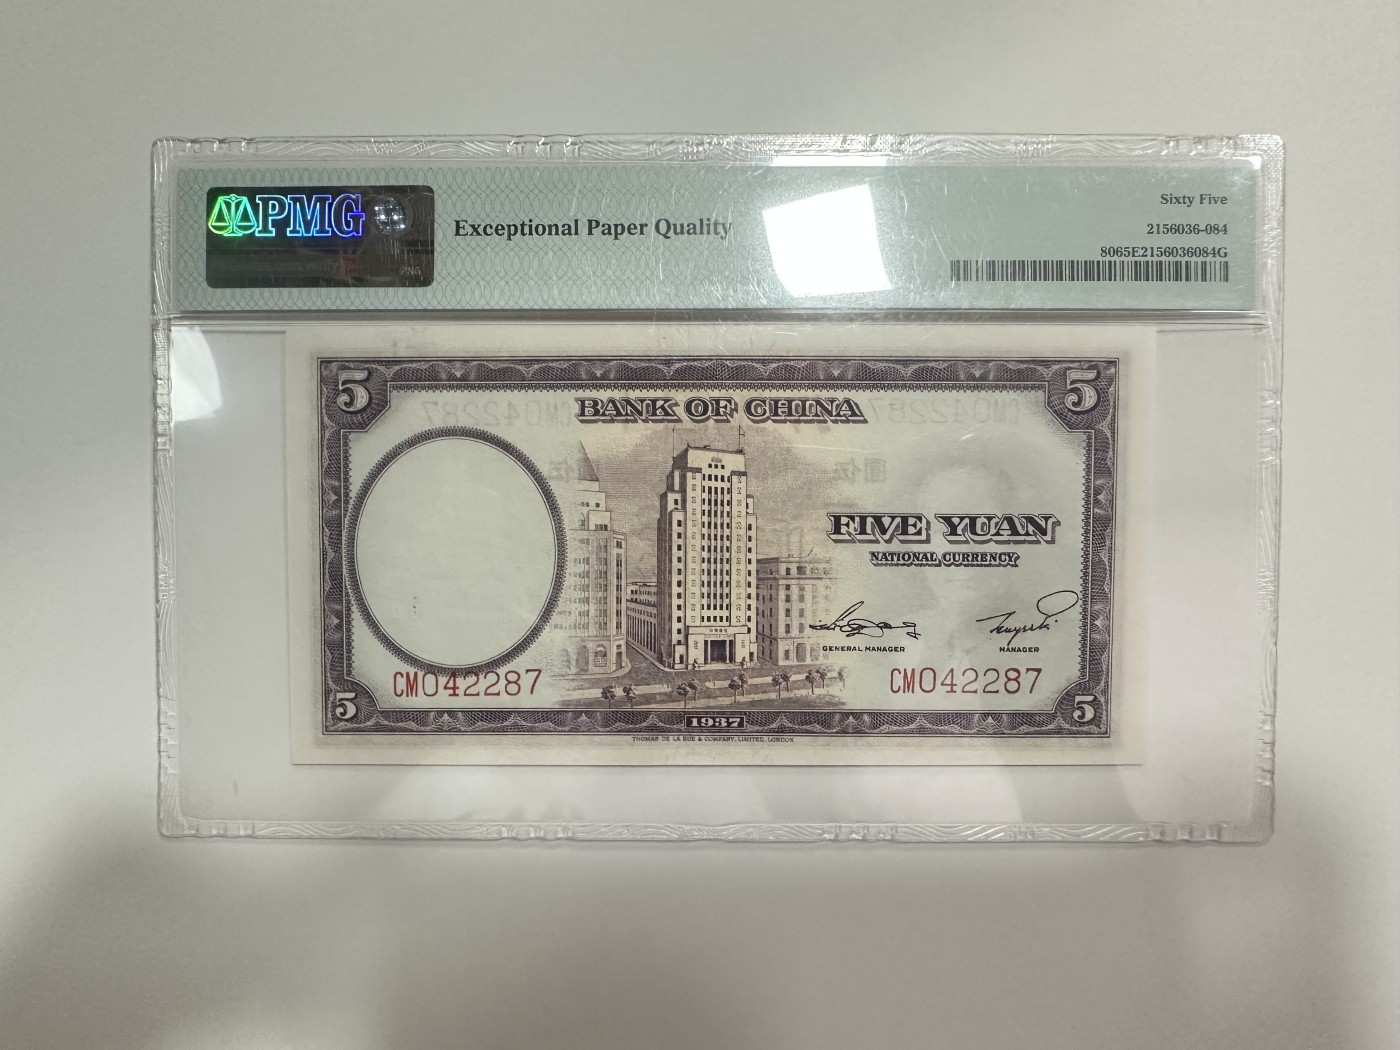 PMG
Exceptional Paper Quality
Sixty Five
2156036-084
8065E2156036084G
5 5
BANK OF CHINA
FIVE YUAN
NATIONAL CURRENCY
GENERAL MANAGER
MANAGER
CM042287 CM042287
5 5
1937
THOMAS DE LA RUE & COMPANY, LIMITED, LONDON